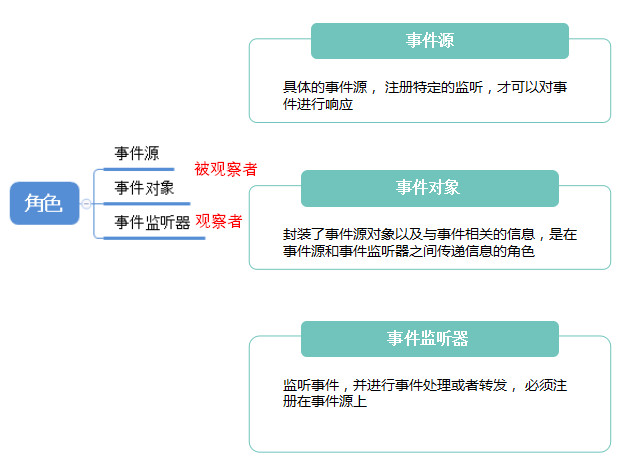 角色
事件源
被观察者
事件对象
事件监听器
观察者
事件源
具体的事件源， 注册特定的监听，才可以对事
件进行响应
事件对象
封装了事件源对象以及与事件相关的信息，是在
事件源和事件监听器之间传递信息的角色
事件监听器
监听事件，并进行事件处理或者转发， 必须注
册在事件源上